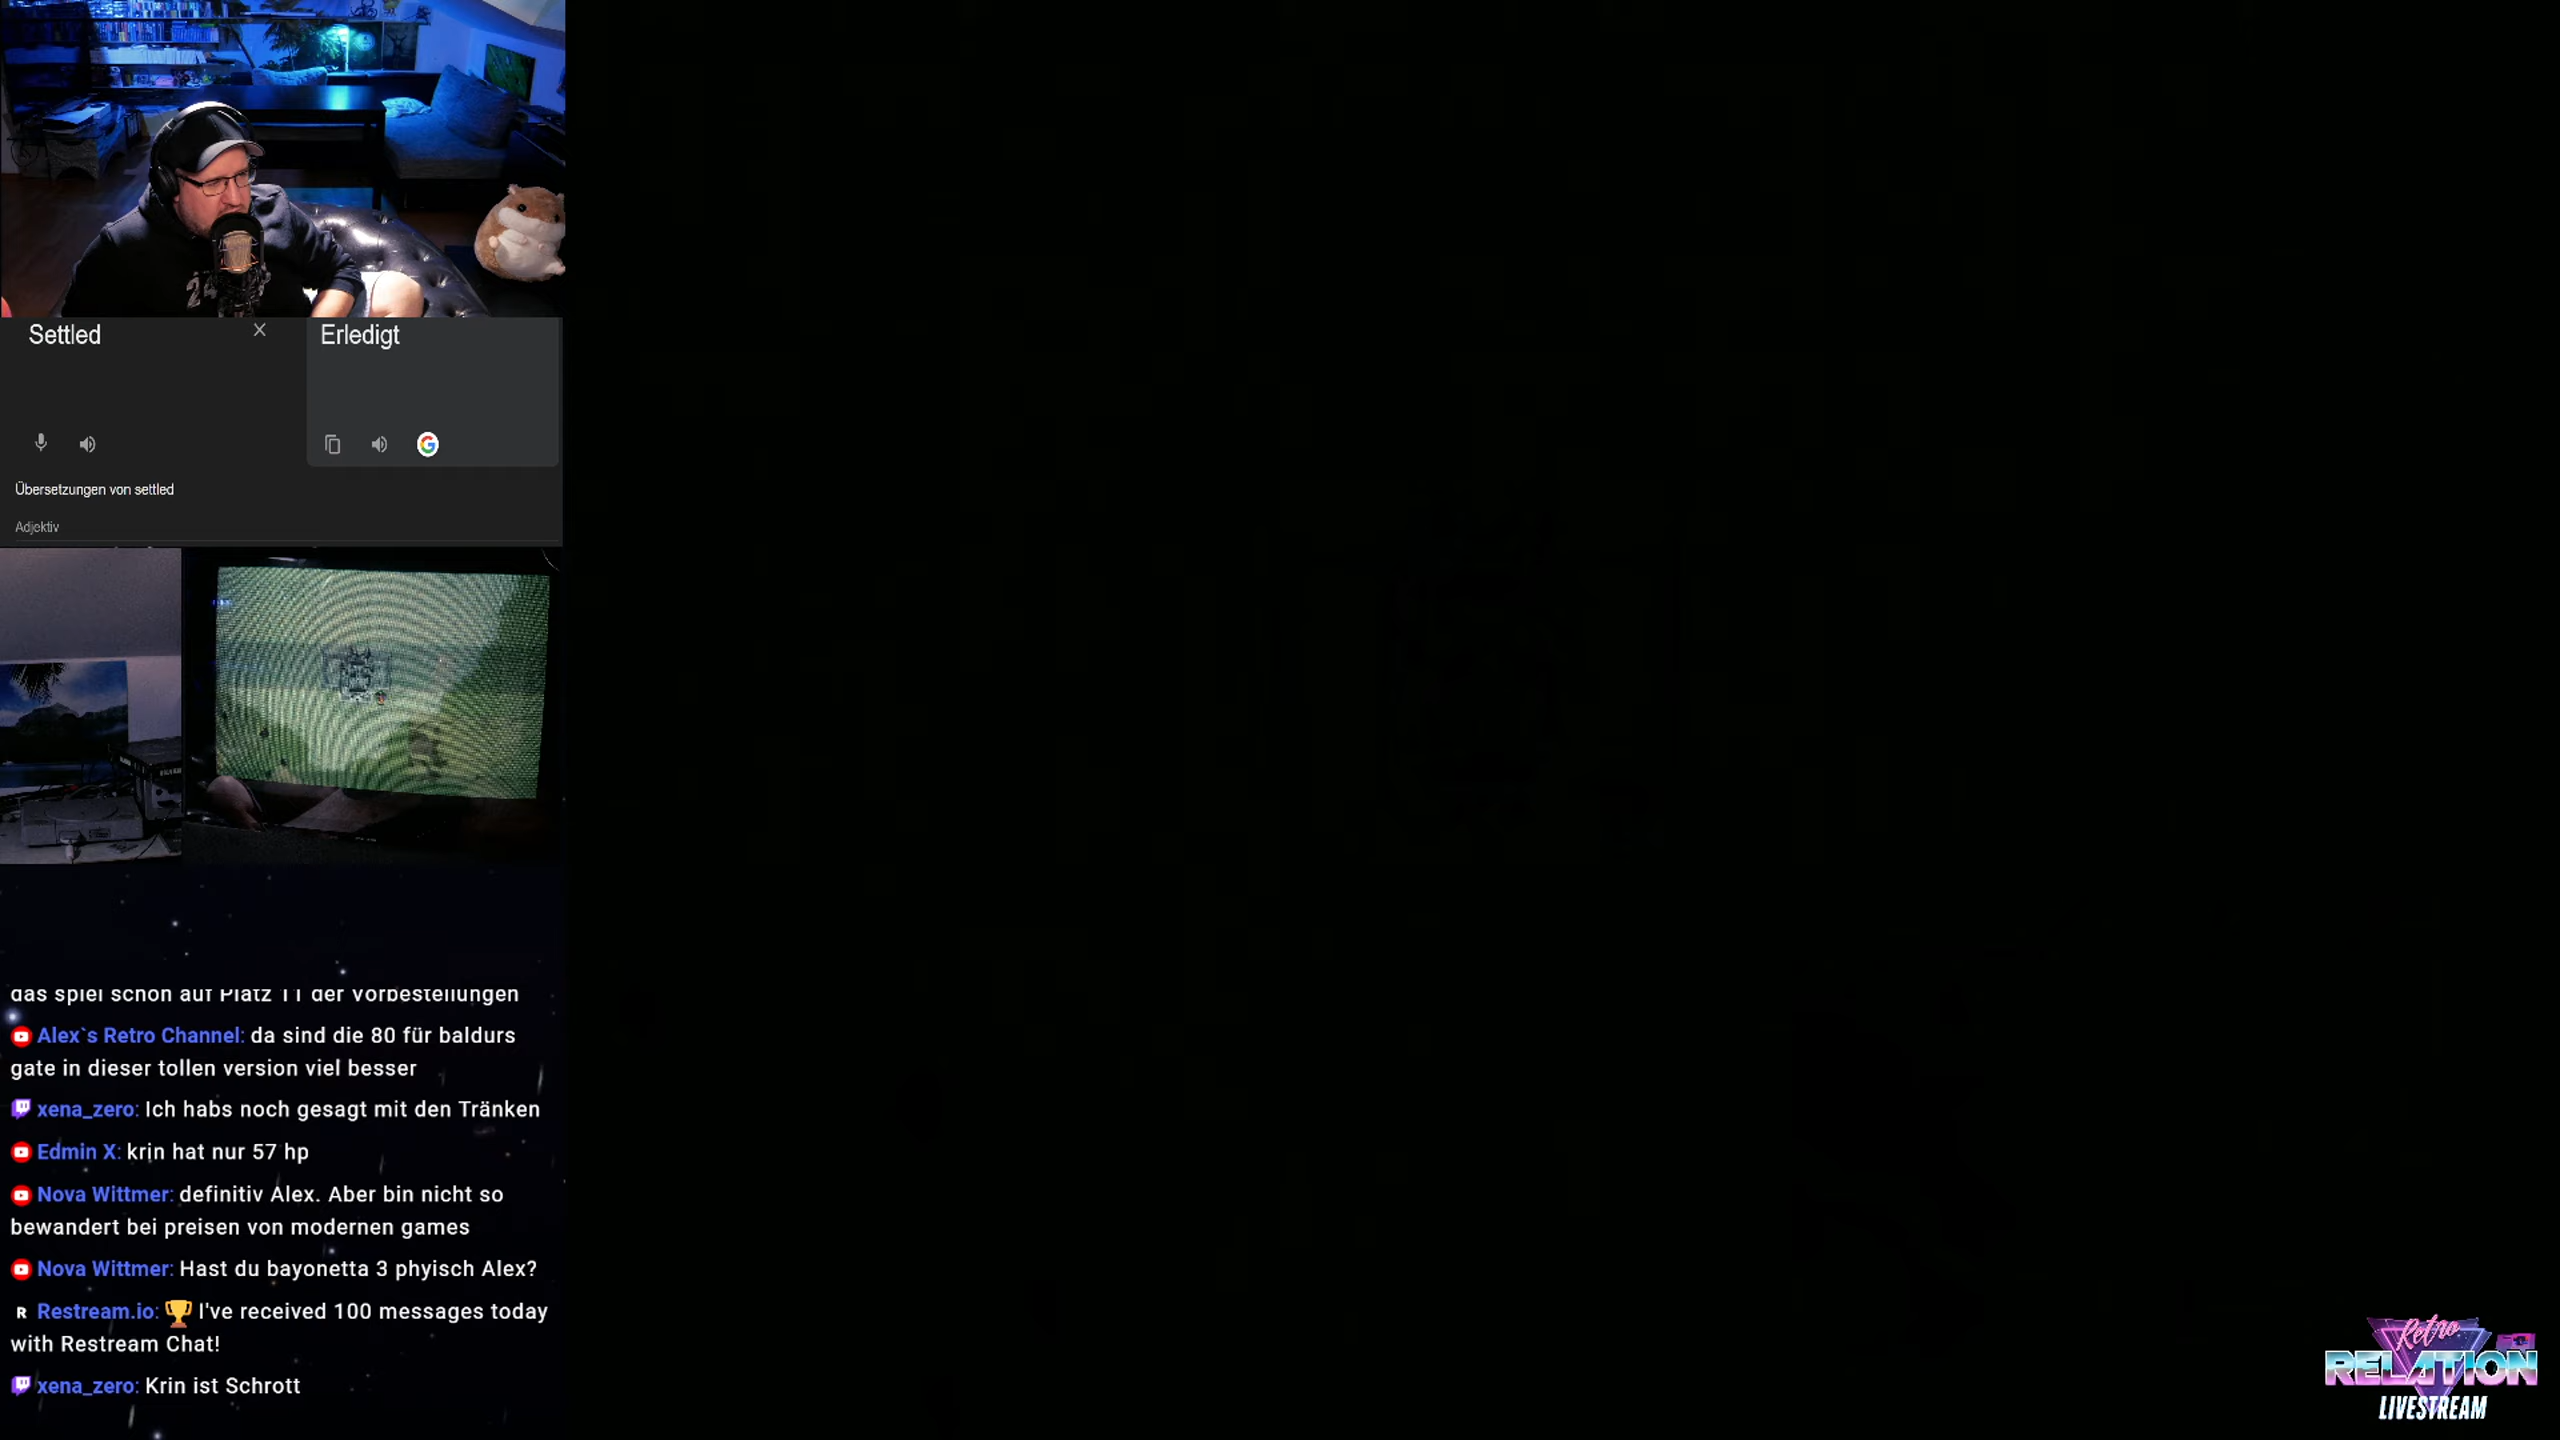 24
Settled
Erledigt
Übersetzungen von settled
Adjektiv
das spiel schon auf Platz 11 der Vorbestellungen
Alex`s Retro Channel: da sind die 80 für baldurs
gate in dieser tollen version viel besser
xena_zero: Ich habs noch gesagt mit den Tränken
Edmin X: krin hat nur 57 hp
Nova Wittmer: definitiv Alex. Aber bin nicht so
bewandert bei preisen von modernen games
Nova Wittmer: Hast du bayonetta 3 phyisch Alex?
R Restream.io: 🏆 I've received 100 messages today
with Restream Chat!
xena_zero: Krin ist Schrott
Retro
RELATION
LIVESTREAM